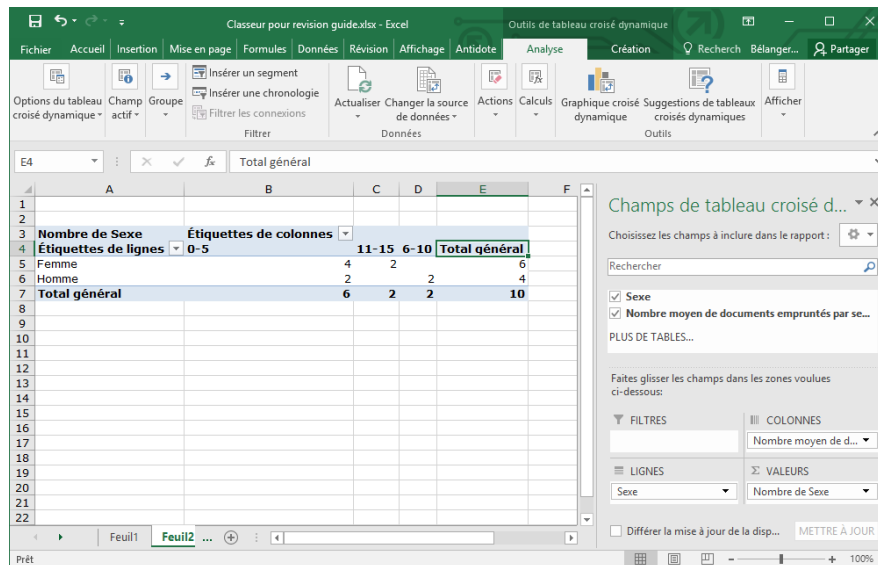 Classeur pour revision guide.xlsx - Excel
Outils de tableau croisé dynamique
Fichier Accueil Insertion Mise en page Formules Données Révision Affichage Antidote Analyse Création Recherch Bélanger... Partager
Options du tableau croisé dynamique
Champ actif
Groupe
Insérer un segment
Insérer une chronologie
Filtrer les connexions
Filtrer
Actualiser
Changer la source de données
Données
Actions
Calculs
Graphique croisé dynamique
Suggestions de tableaux croisés dynamiques
Outils
Afficher
E4 fx Total général
A B C D E F
1
2
3 Nombre de Sexe Étiquettes de colonnes
4 Étiquettes de lignes 0-5 11-15 6-10 Total général
5 Femme 4 2 6
6 Homme 2 2 4
7 Total général 6 2 2 10
8
9
10
11
12
13
14
15
16
17
18
19
20
21
22
Champs de tableau croisé d...
Choisissez les champs à inclure dans le rapport :
Rechercher
Sexe
Nombre moyen de documents empruntés par se...
PLUS DE TABLES...
Faites glisser les champs dans les zones voulues
ci-dessous:
FILTRES
COLONNES
Nombre moyen de d...
LIGNES
Sexe
Σ VALEURS
Nombre de Sexe
Différer la mise à jour de la disp...
METTRE À JOUR
Feuil1 Feuil2 ...
Prêt
100%